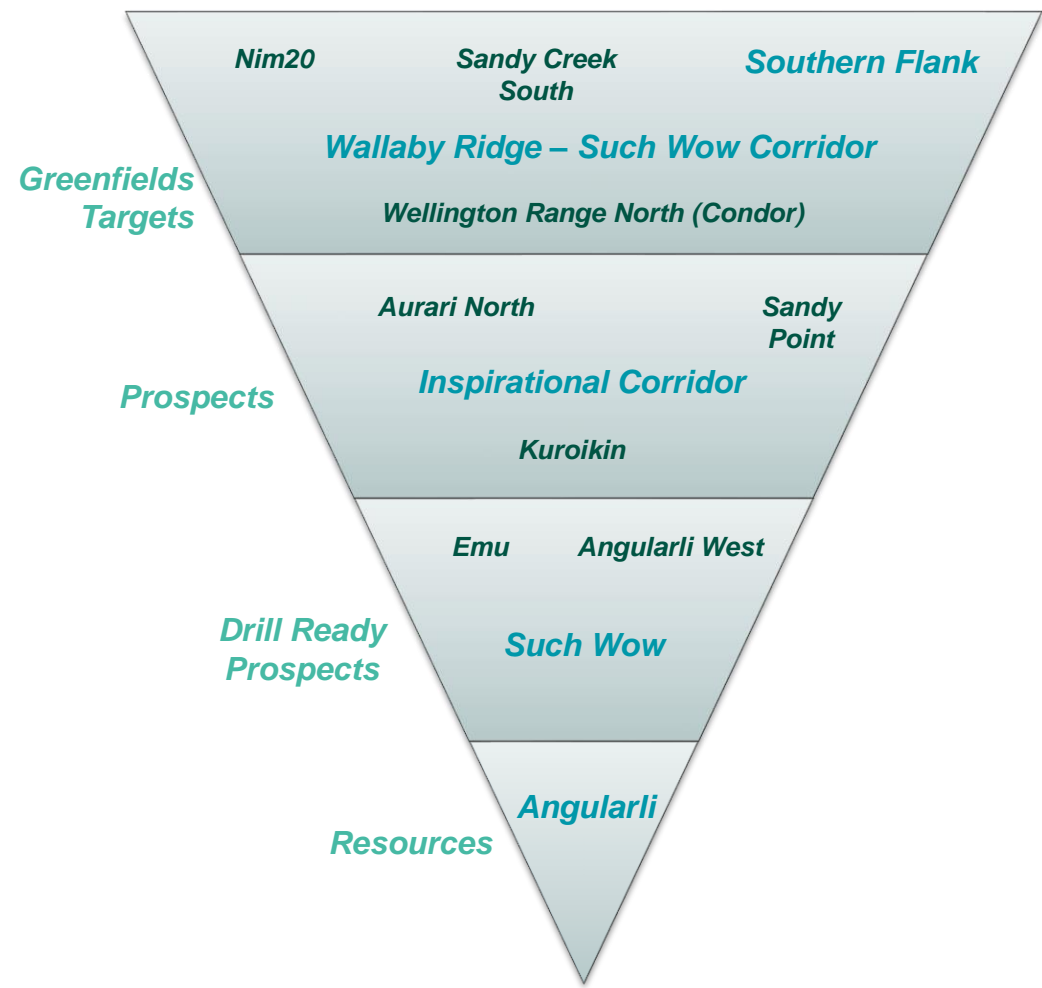 Nim20
Sandy Creek
South
Southern Flank
Wallaby Ridge – Such Wow Corridor
Greenfields
Targets
Wellington Range North (Condor)
Aurari North
Sandy
Point
Inspirational Corridor
Prospects
Kuroikin
Emu
Angularli West
Drill Ready
Prospects
Such Wow
Angularli
Resources